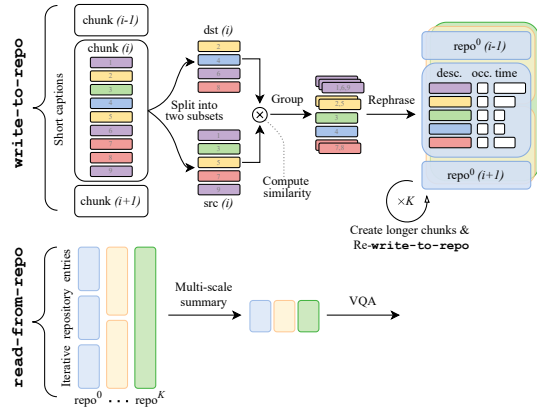 write-to-repo
Short captions
chunk (i-1)
chunk (i)
1
2
3
4
5
6
7
8
9
chunk (i+1)
Split into
two subsets
dst (i)
2
4
6
8
1
3
5
7
9
src (i)
Compute
similarity
Group
1,6,9
2,5
3
4
7,8
Rephrase
repo⁰ (i-1)
desc. occ. time
repo⁰ (i+1)
×K
Create longer chunks &
Re-write-to-repo
read-from-repo
Iterative repository entries
repo⁰ ... repoᴷ
Multi-scale
summary
VQA